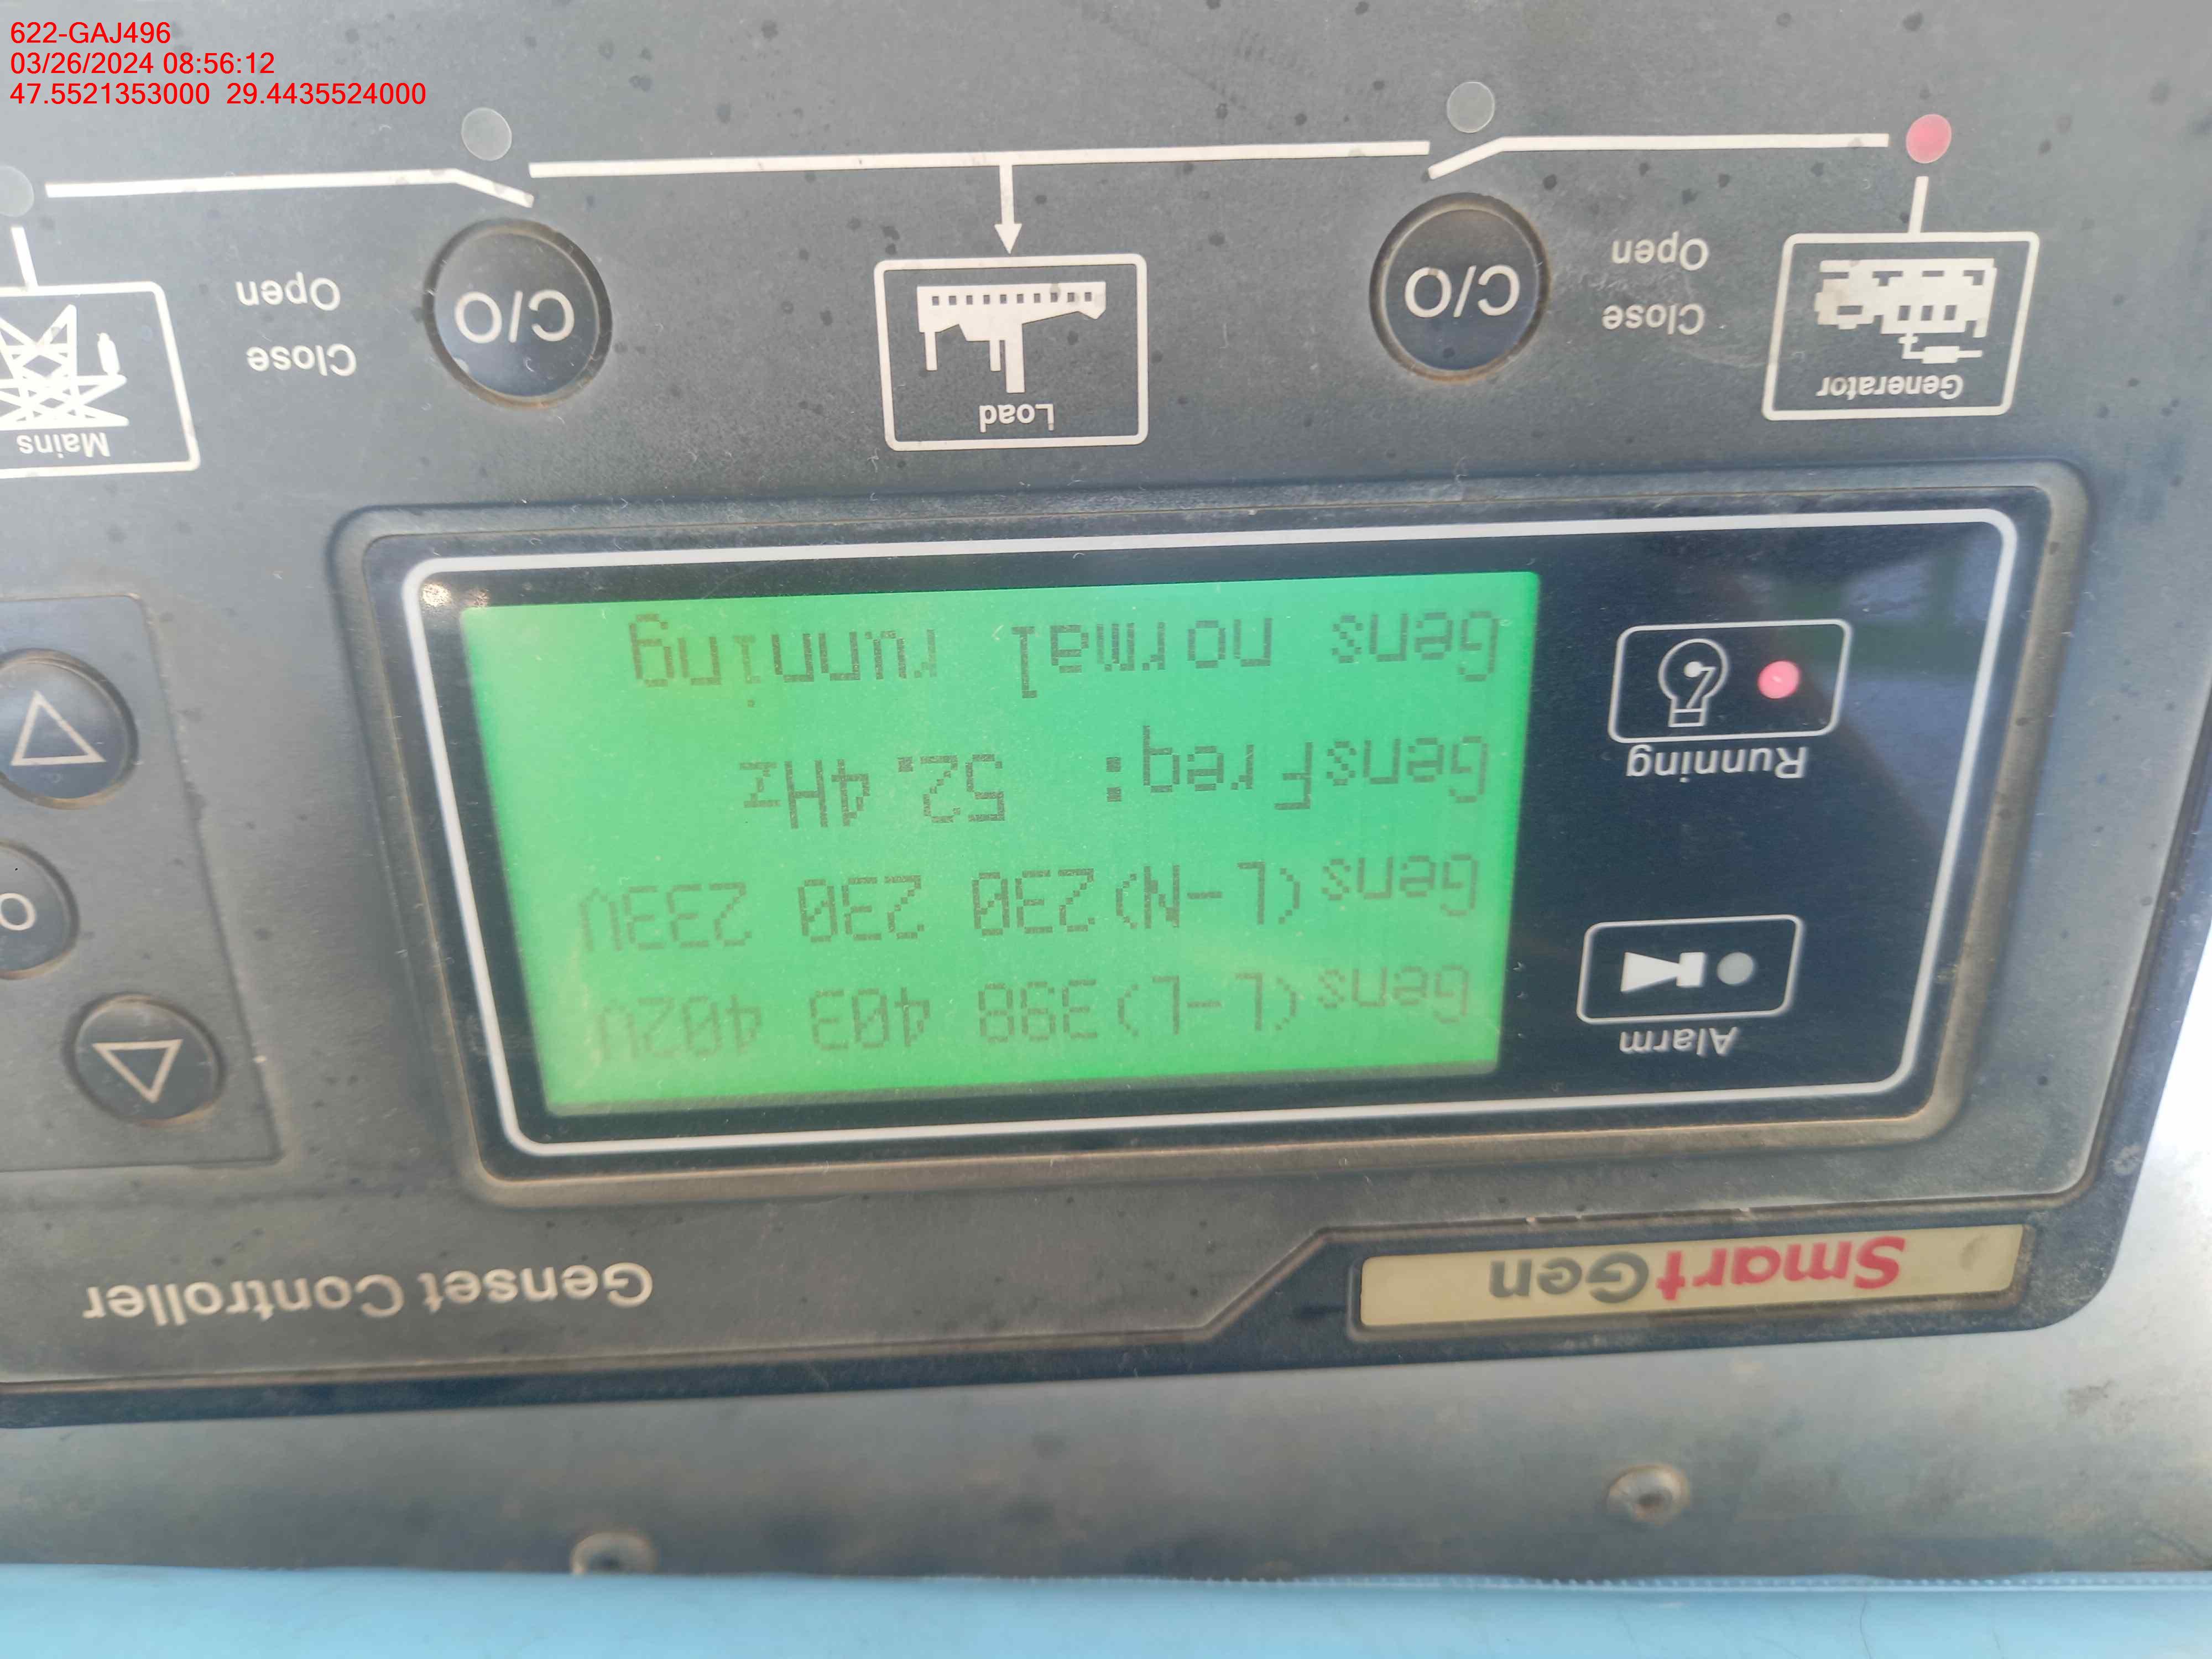 622-GAJ496
03/26/2024 08:56:12
47.5521353000 29.4435524000
SmartGen
Genset Controller
Alarm
Running
Gens(L-L)398 403 402V
Gens(L-N)230 230 233V
GensFreq: 52.4Hz
Gens normal running
Generator
Close
Open
C/O
Load
C/O
Close
Open
Mains
O